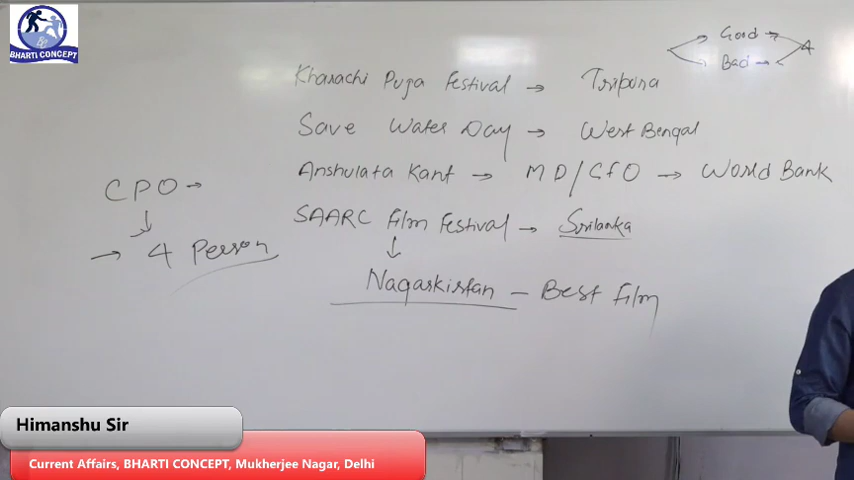 BHARTI CONCEPT
Good
Bad
4
Kharachi Puja Festival → Tripura
Save Water Day → West Bengal
Anshulata Kant → MD/CFO → World Bank
SAARC Film Festival → Srilanka
Nagarkirtan - Best Film
CPO →
→ 4 Person
Himanshu Sir
Current Affairs, BHARTI CONCEPT, Mukherjee Nagar, Delhi